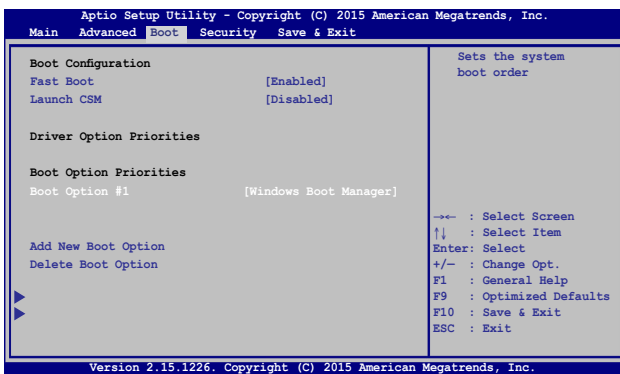 Aptio Setup Utility - Copyright (C) 2015 American Megatrends, Inc.
Main Advanced Boot Security Save & Exit
Boot Configuration
Fast Boot [Enabled]
Launch CSM [Disabled]
Driver Option Priorities
Boot Option Priorities
Boot Option #1 [Windows Boot Manager]
Add New Boot Option
Delete Boot Option
Sets the system
boot order
→← : Select Screen
↑↓ : Select Item
Enter: Select
+/— : Change Opt.
F1 : General Help
F9 : Optimized Defaults
F10 : Save & Exit
ESC : Exit
Version 2.15.1226. Copyright (C) 2015 American Megatrends, Inc.